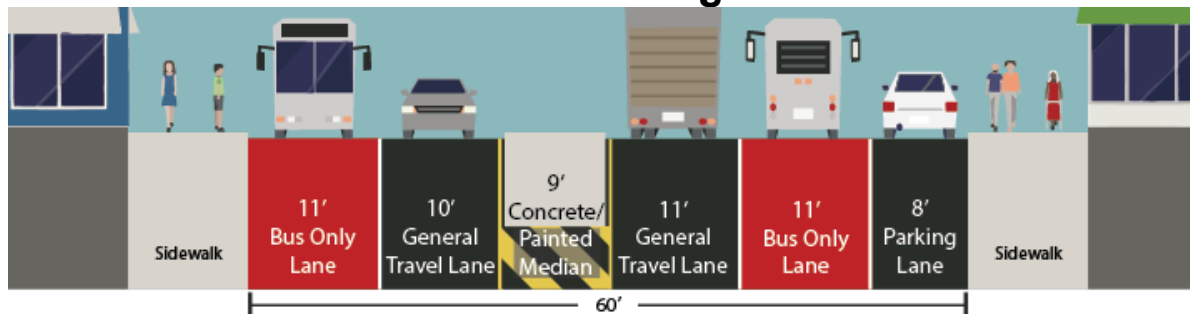 Sidewalk
11′
Bus Only
Lane
10′
General
Travel Lane
9′
Concrete/
Painted
Median
11′
General
Travel Lane
11′
Bus Only
Lane
8′
Parking
Lane
Sidewalk
60′